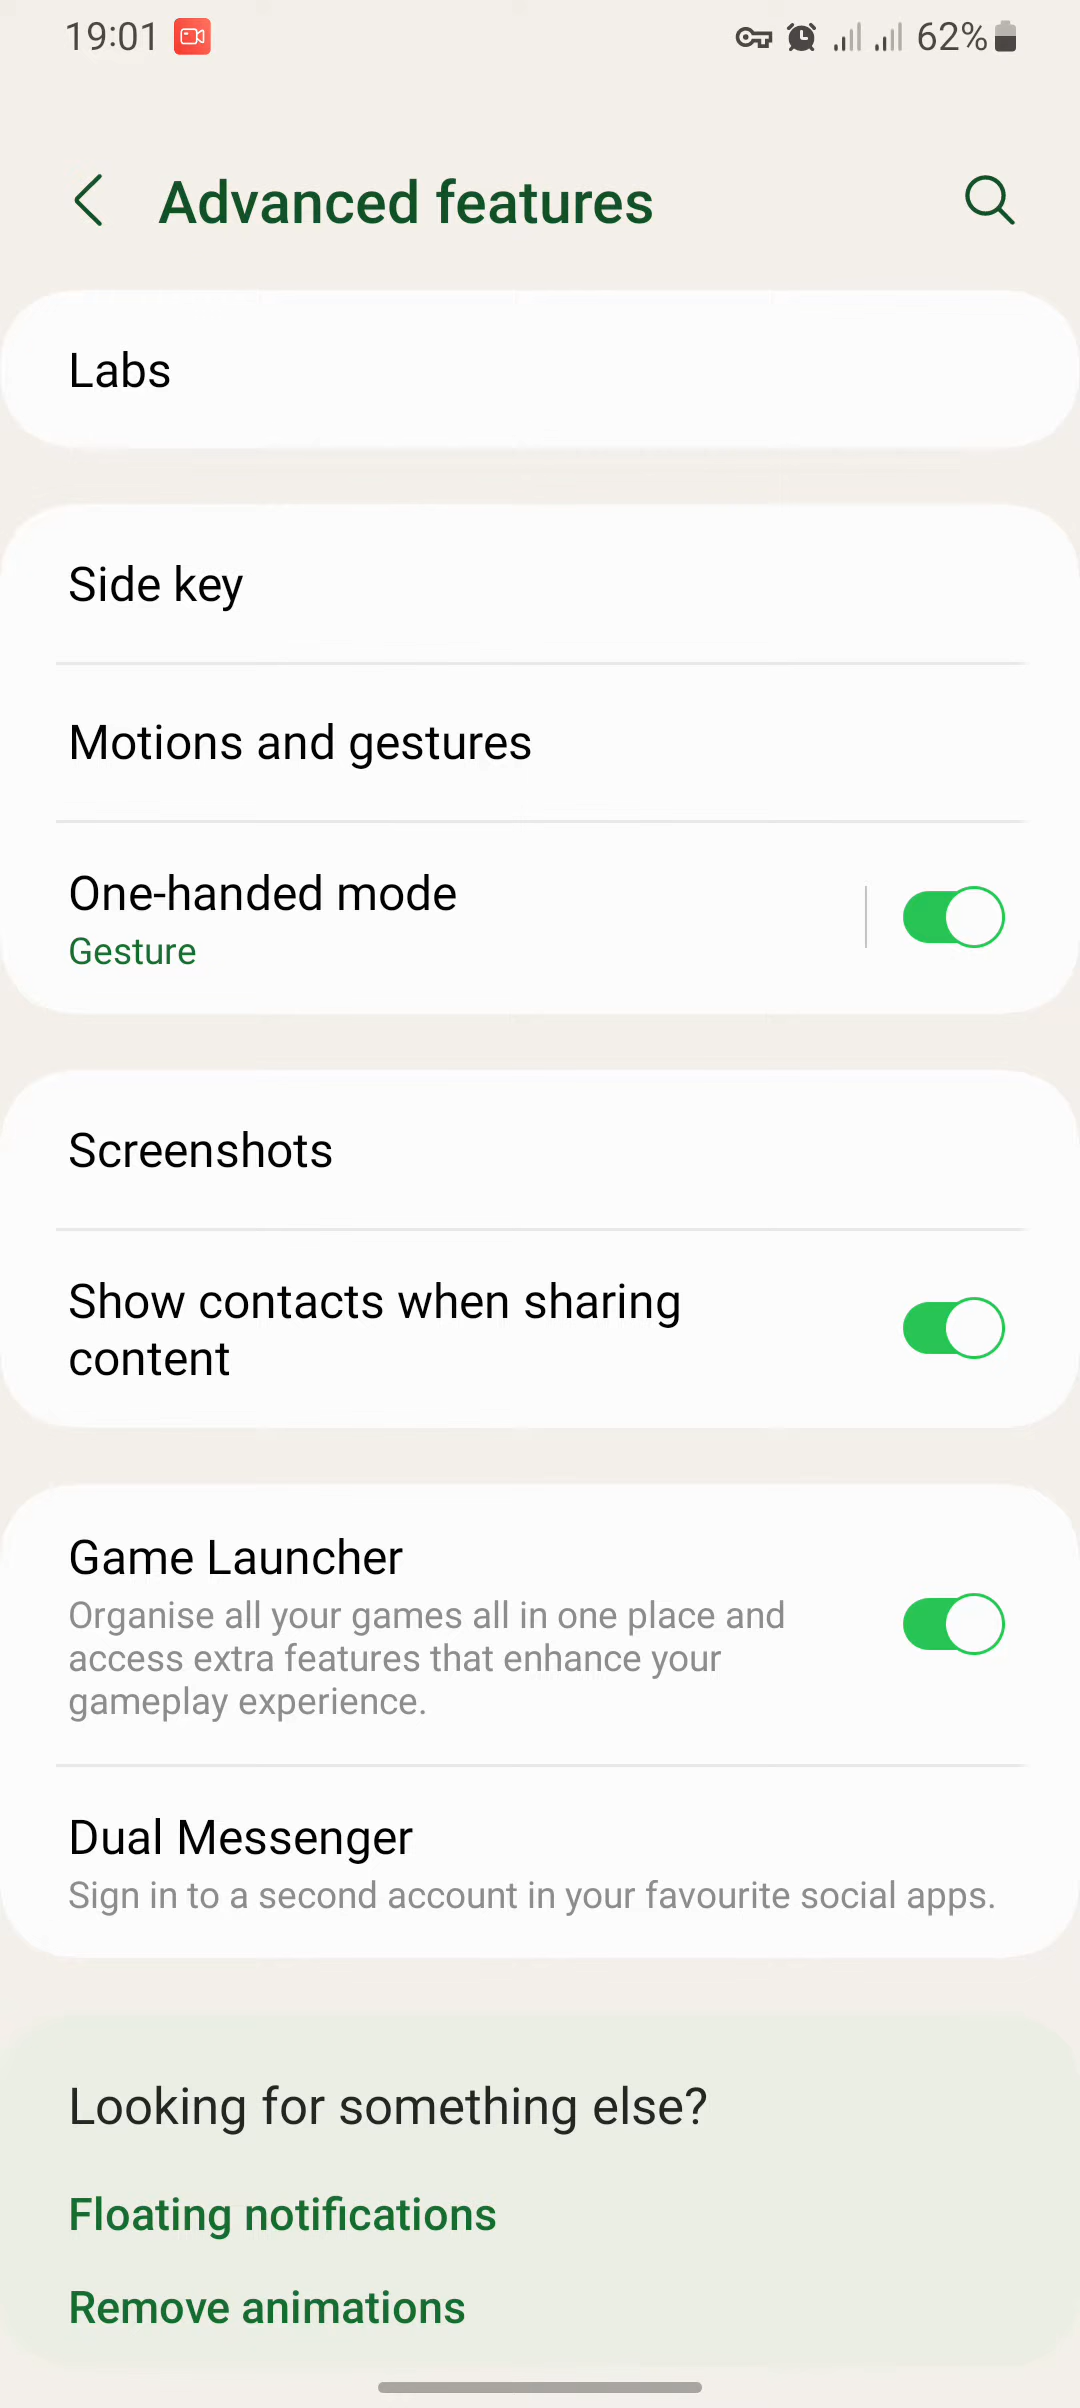 19:01
62%
Advanced features
Labs
Side key
Motions and gestures
One-handed mode
Gesture
Screenshots
Show contacts when sharing
content
Game Launcher
Organise all your games all in one place and
access extra features that enhance your
gameplay experience.
Dual Messenger
Sign in to a second account in your favourite social apps.
Looking for something else?
Floating notifications
Remove animations